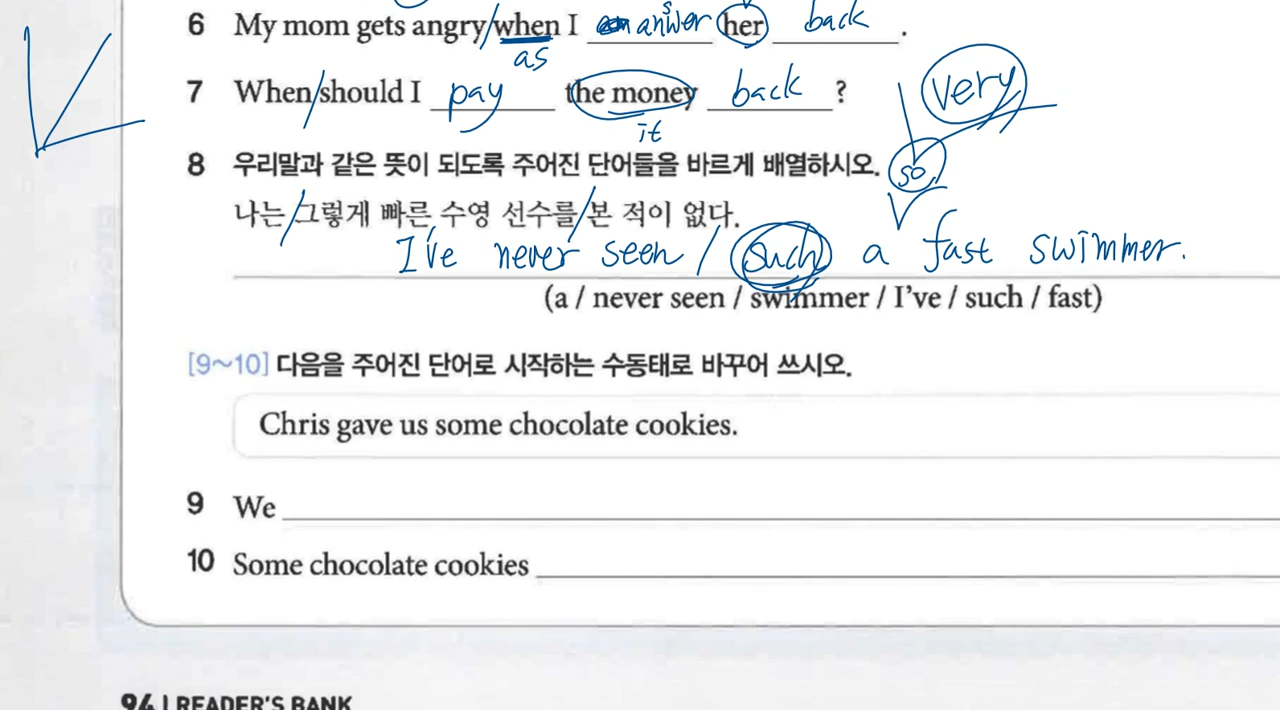 6 My mom gets angry/when I answer her back.
as
7 When/should I pay the money back?
it
very
8 우리말과 같은 뜻이 되도록 주어진 단어들을 바르게 배열하시오.
so
나는/그렇게 빠른 수영 선수를/본 적이 없다.
I've never seen / such a fast swimmer.
(a / never seen / swimmer / I've / such / fast)
[9~10] 다음을 주어진 단어로 시작하는 수동태로 바꾸어 쓰시오.
Chris gave us some chocolate cookies.
9 We
10 Some chocolate cookies
94 | READER'S BANK